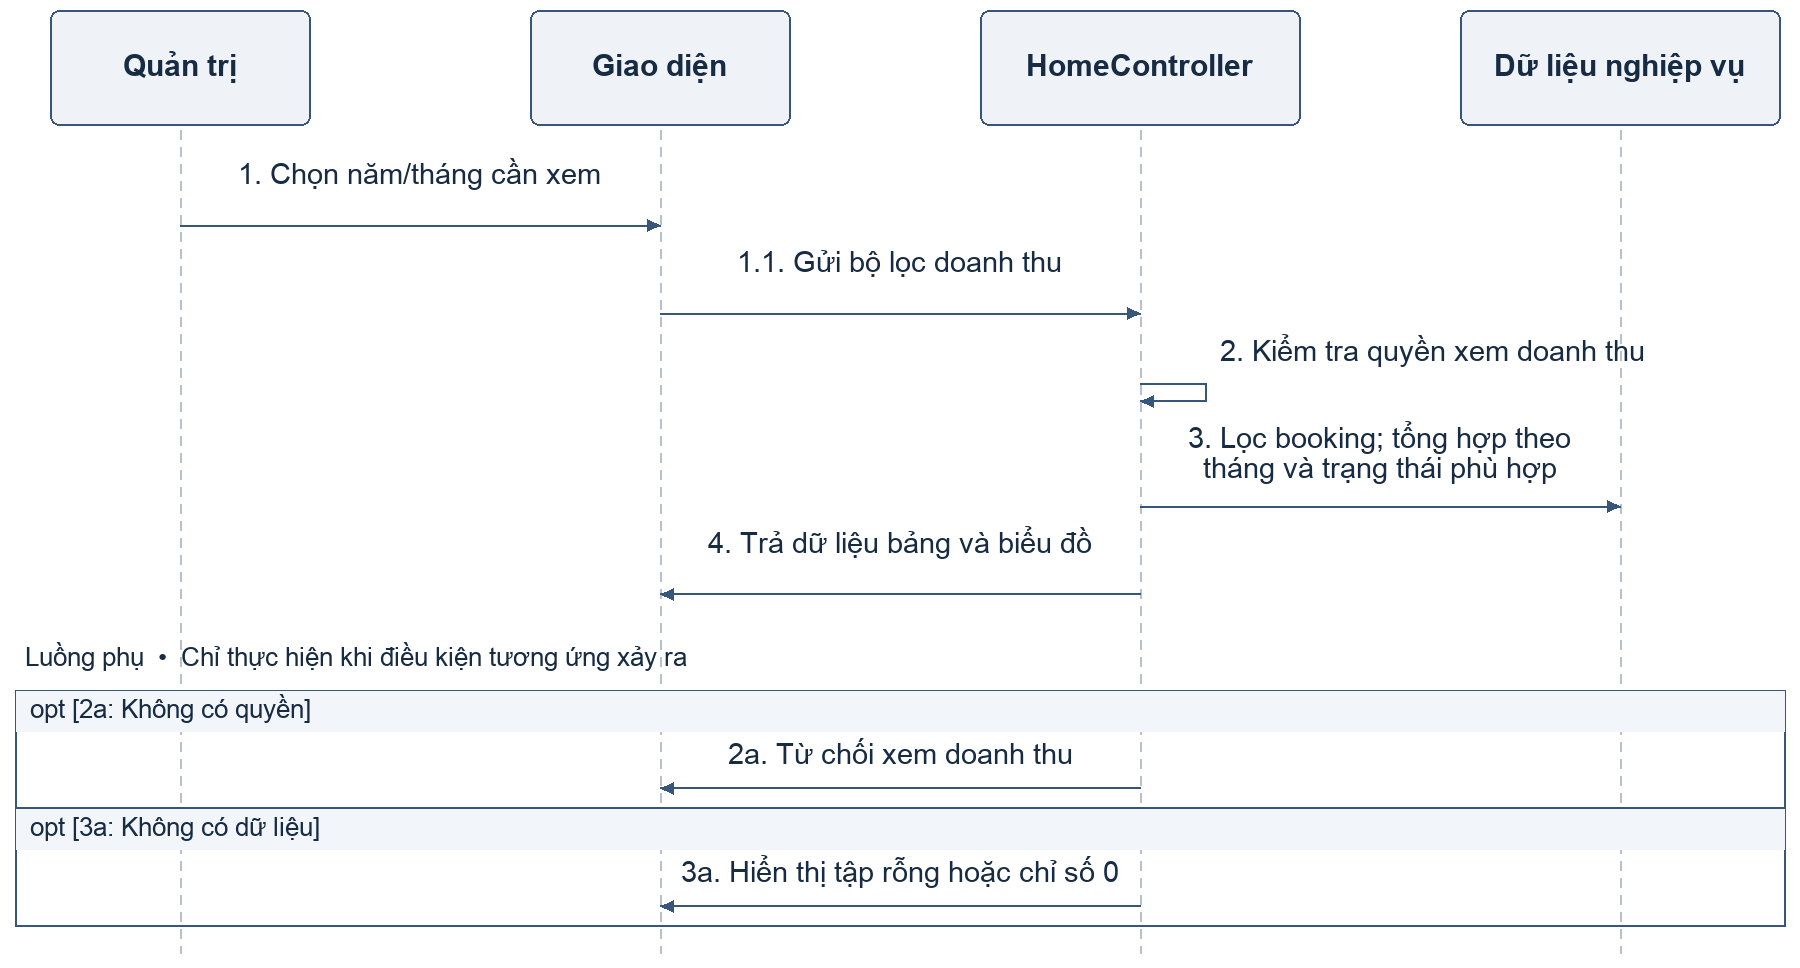 Quản trị
Giao diện
HomeController
Dữ liệu nghiệp vụ
1. Chọn năm/tháng cần xem
1.1. Gửi bộ lọc doanh thu
2. Kiểm tra quyền xem doanh thu
3. Lọc booking; tổng hợp theo
tháng và trạng thái phù hợp
4. Trả dữ liệu bảng và biểu đồ
Luồng phụ • Chỉ thực hiện khi điều kiện tương ứng xảy ra
opt [2a: Không có quyền]
2a. Từ chối xem doanh thu
opt [3a: Không có dữ liệu]
3a. Hiển thị tập rỗng hoặc chỉ số 0